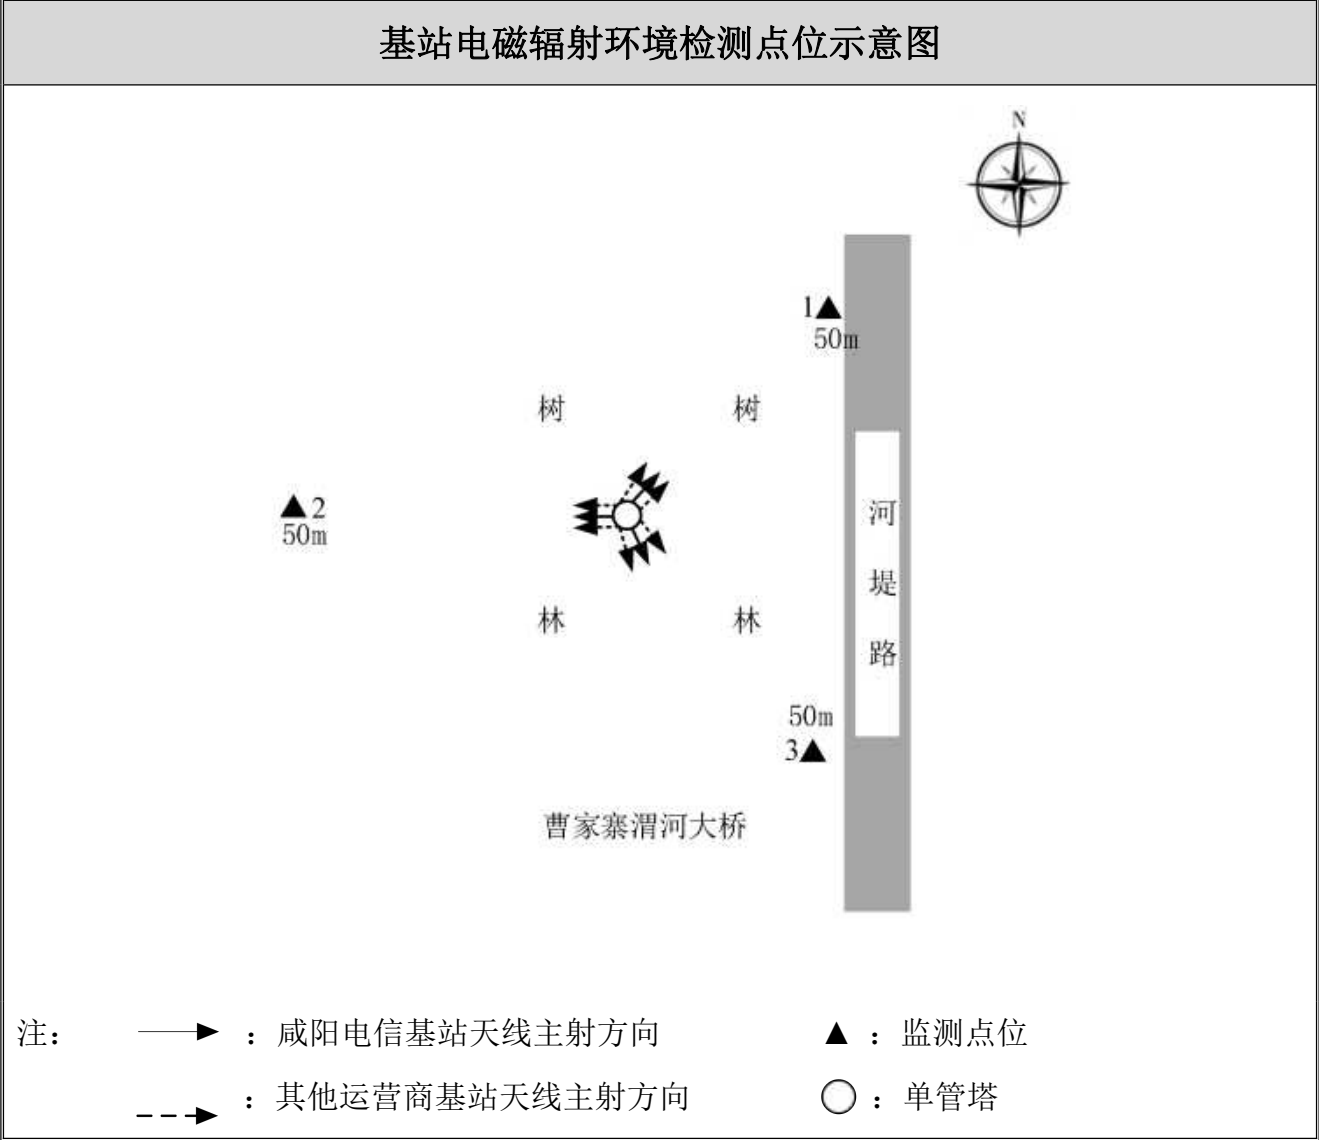 基站电磁辐射环境检测点位示意图
N
1▲
50m
树 树
▲2
50m
河
堤
路
林 林
50m
3▲
曹家寨渭河大桥
注： ：咸阳电信基站天线主射方向 ▲：监测点位
：其他运营商基站天线主射方向 ：单管塔